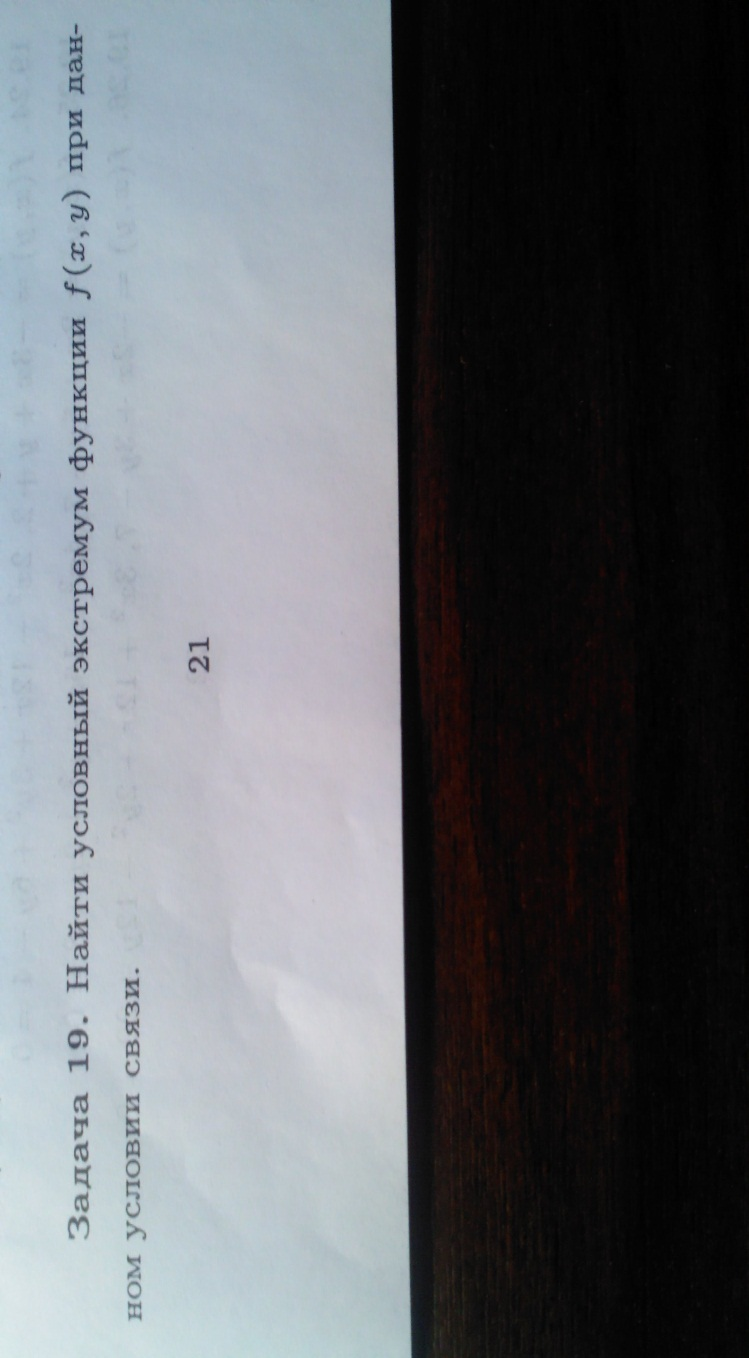 Задача 19. Найти условный экстремум функции f(x, y) при дан-
ном условии связи.
21